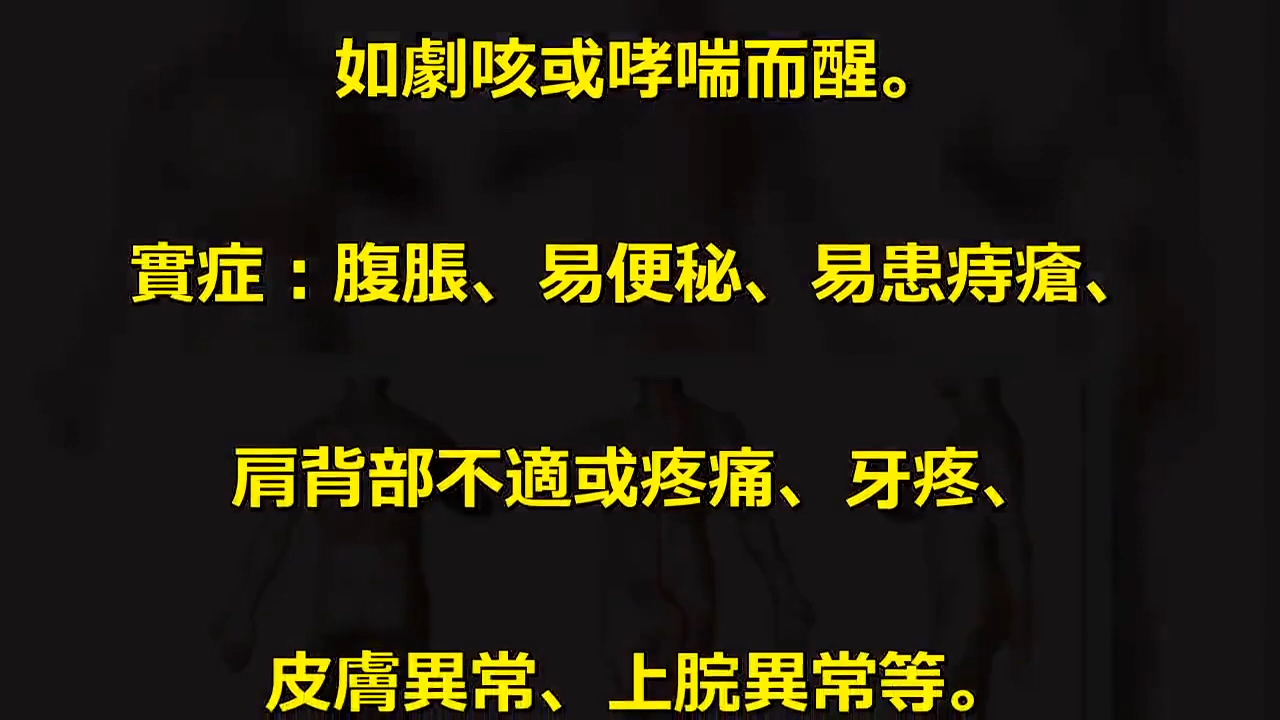 如劇咳或哮喘而醒。
實症：腹脹、易便秘、易患痔瘡、
肩背部不適或疼痛、牙疼、
皮膚異常、上脘異常等。